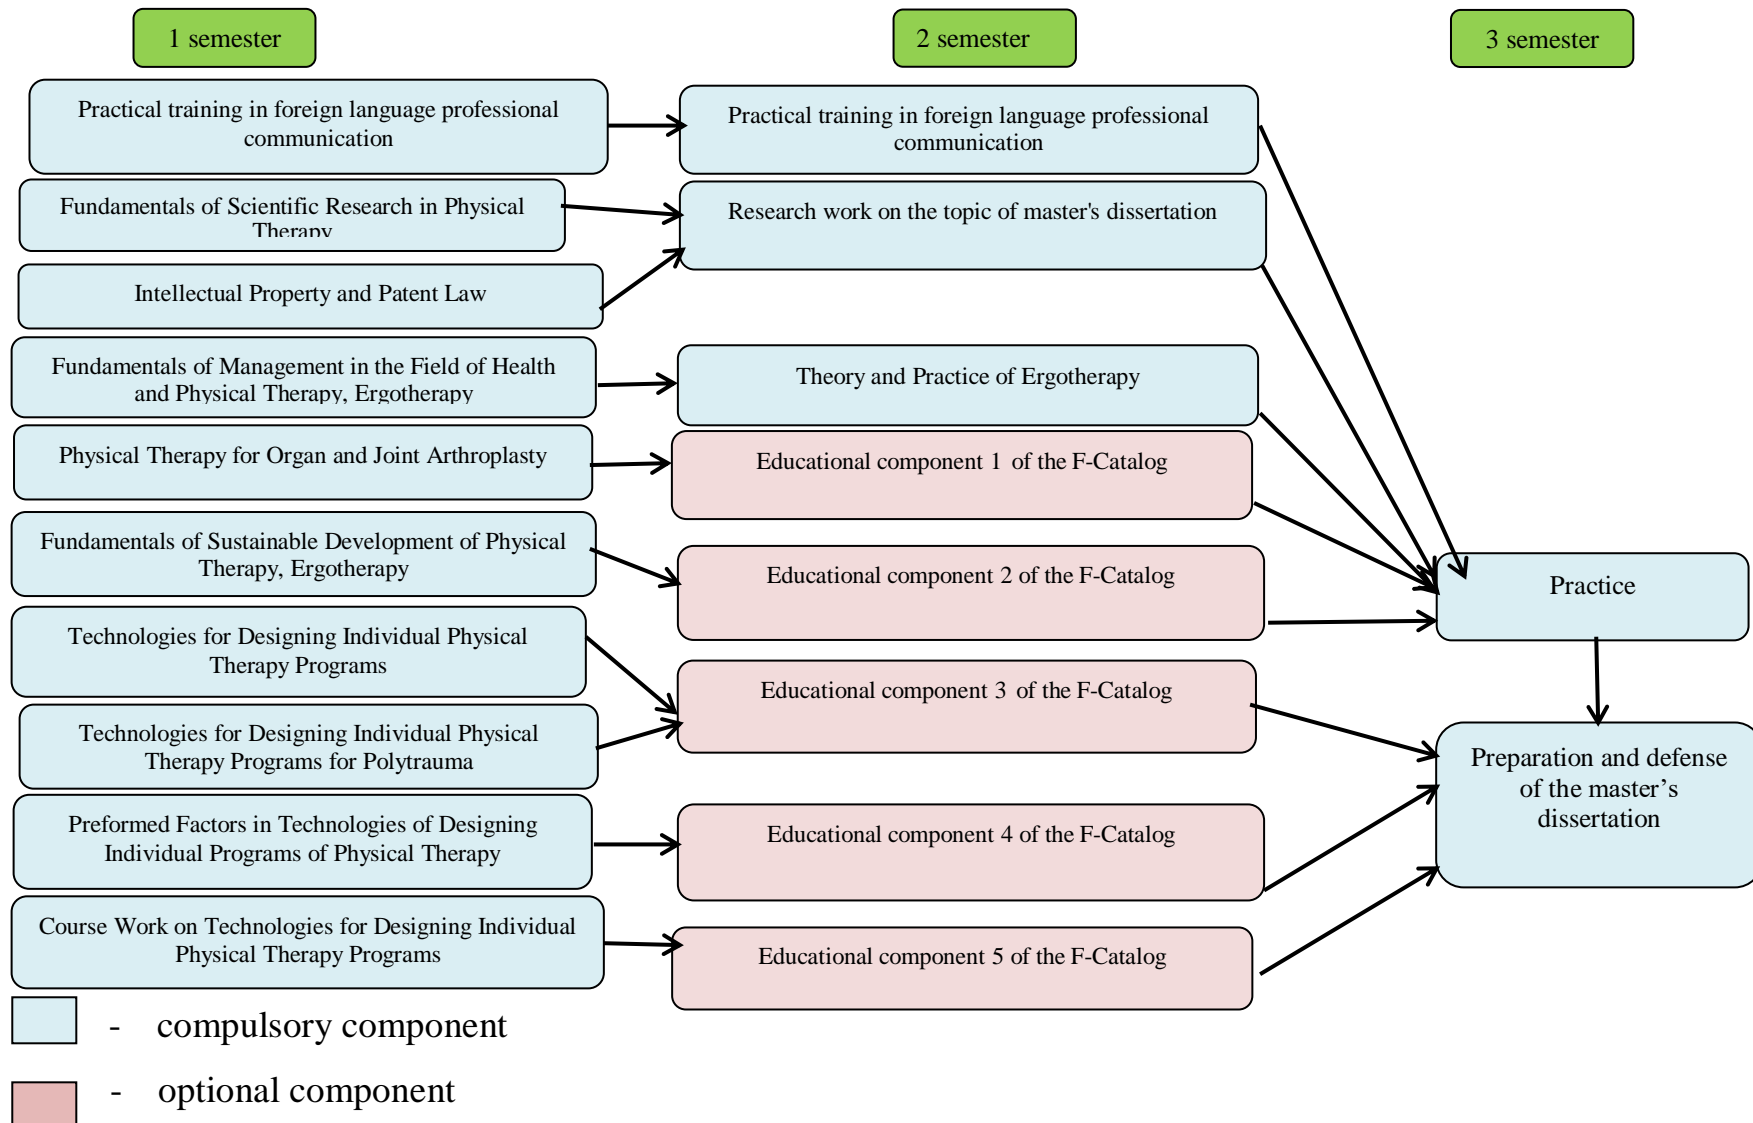 1 semester
2 semester
3 semester
Practical training in foreign language professional
communication
Practical training in foreign language professional
communication
Fundamentals of Scientific Research in Physical
Therapy
Research work on the topic of master's dissertation
Intellectual Property and Patent Law
Fundamentals of Management in the Field of Health
and Physical Therapy, Ergotherapy
Theory and Practice of Ergotherapy
Physical Therapy for Organ and Joint Arthroplasty
Educational component 1 of the F-Catalog
Fundamentals of Sustainable Development of Physical
Therapy, Ergotherapy
Educational component 2 of the F-Catalog
Practice
Technologies for Designing Individual Physical
Therapy Programs
Educational component 3 of the F-Catalog
Technologies for Designing Individual Physical
Therapy Programs for Polytrauma
Preparation and defense
of the master’s
dissertation
Preformed Factors in Technologies of Designing
Individual Programs of Physical Therapy
Educational component 4 of the F-Catalog
Course Work on Technologies for Designing Individual
Physical Therapy Programs
Educational component 5 of the F-Catalog
- compulsory component
- optional component